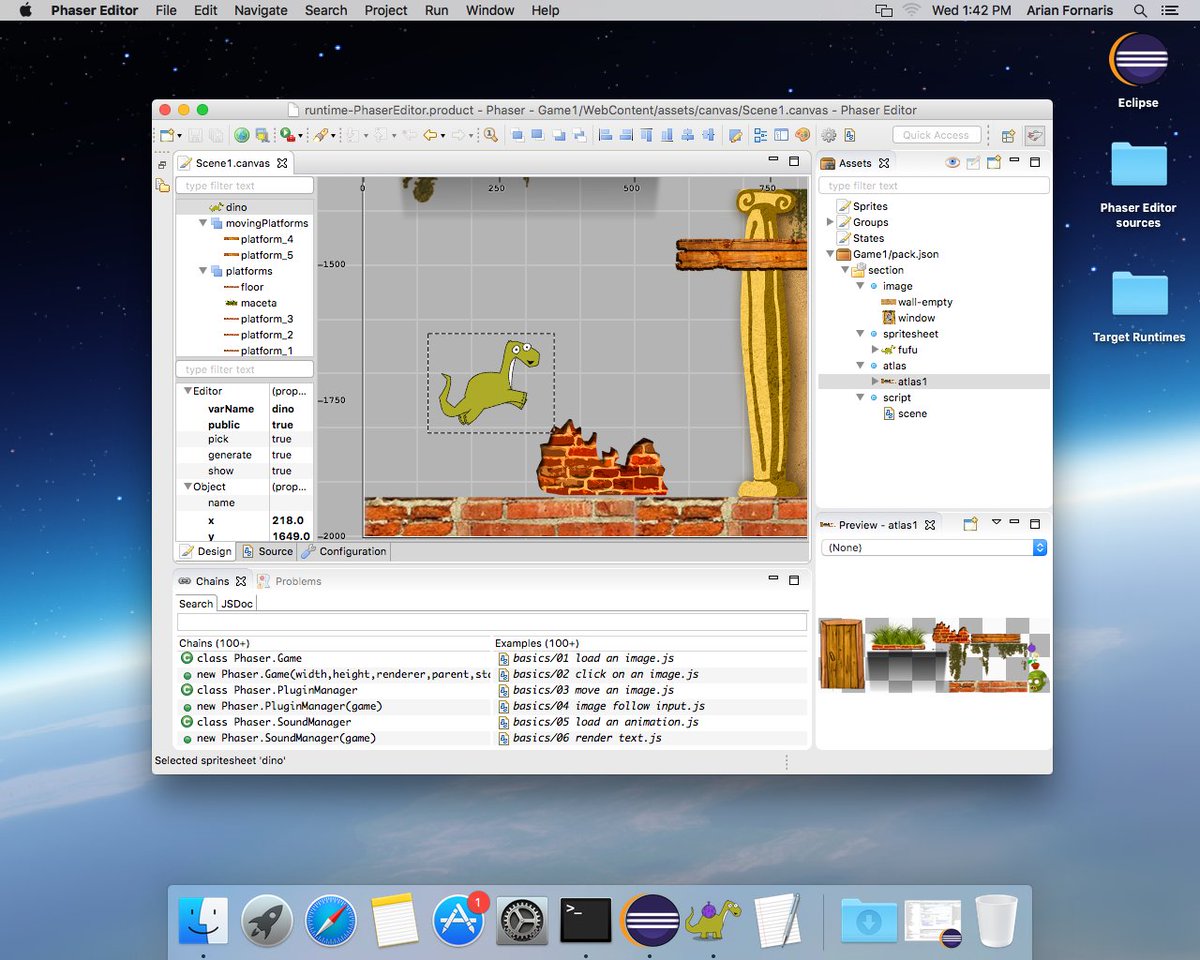 Phaser Editor File Edit Navigate Search Project Run Window Help Wed 1:42 PM Arian Fornaris
Eclipse
Phaser Editor sources
Target Runtimes
runtime-PhaserEditor.product - Phaser - Game1/WebContent/assets/canvas/Scene1.canvas - Phaser Editor
Quick Access
Scene1.canvas
type filter text
dino
movingPlatforms
platform_4
platform_5
platforms
floor
maceta
platform_3
platform_2
platform_1
type filter text
Editor (prop...
varName dino
public true
pick true
generate true
show true
Object (prop...
name
x 218.0
y 1649.0
0 250 500 750
1500
1750
2000
Design Source Configuration
Assets
type filter text
Sprites
Groups
States
Game1/pack.json
section
image
wall-empty
window
spritesheet
fufu
atlas
atlas1
script
scene
Preview - atlas1
(None)
Chains Problems
Search JSDoc
Chains (100+) Examples (100+)
class Phaser.Game basics/01 load an image.js
new Phaser.Game(width,height,renderer,parent,sta basics/02 click on an image.js
class Phaser.PluginManager basics/03 move an image.js
new Phaser.PluginManager(game) basics/04 image follow input.js
class Phaser.SoundManager basics/05 load an animation.js
new Phaser.SoundManager(game) basics/06 render text.js
Selected spritesheet 'dino'
1
>_